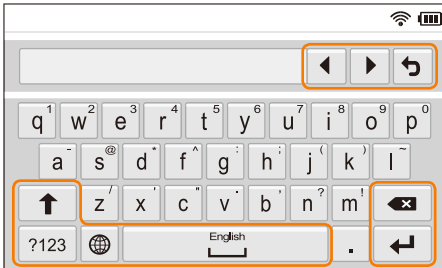 q1 w2 e3 r4 t5 y6 u7 i8 o9 p0
a- s@ d* f^ g: h; j( k) l~
z/ x' c" v. b, n? m!
?123 English .